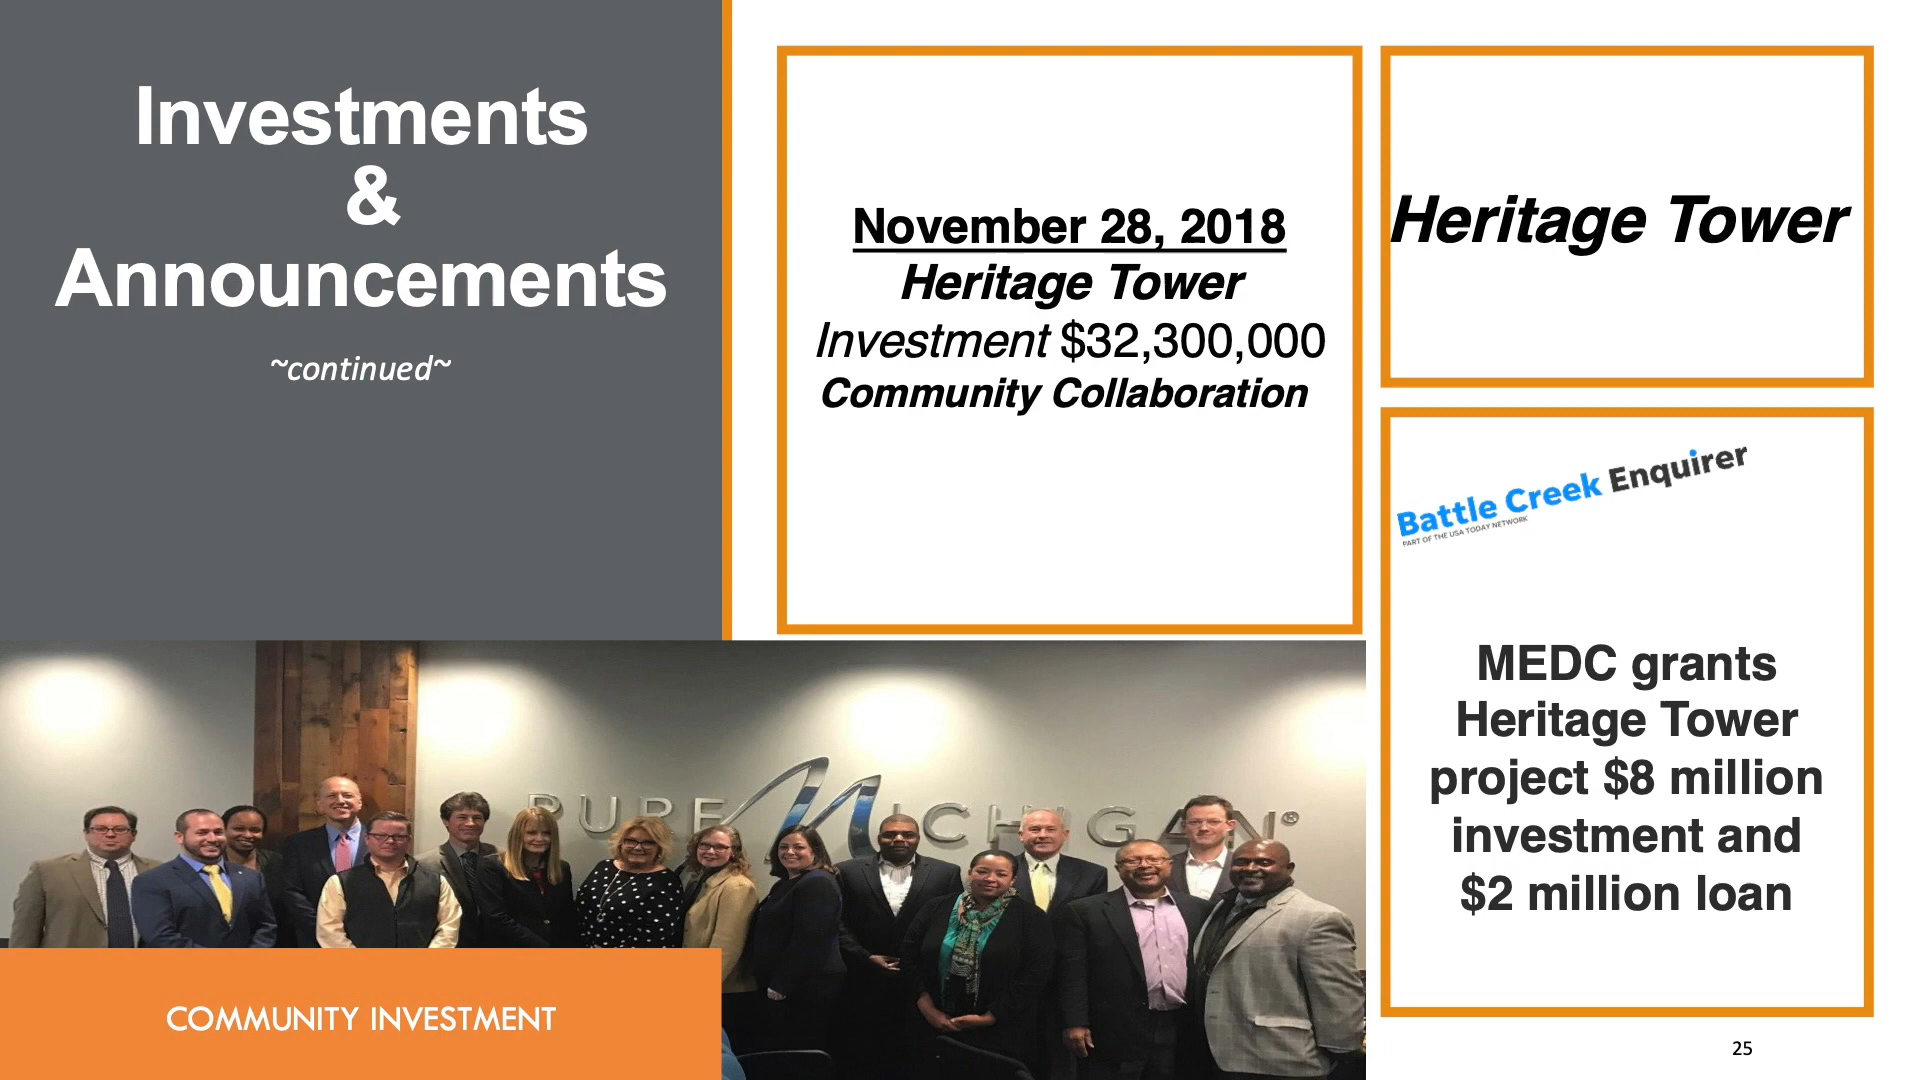 Investments
&
Announcements
~continued~
November 28, 2018
Heritage Tower
Investment $32,300,000
Community Collaboration
Heritage Tower
Battle Creek Enquirer
PART OF THE USA TODAY NETWORK
MEDC grants
Heritage Tower
project $8 million
investment and
$2 million loan
PURE MICHIGAN®
COMMUNITY INVESTMENT
25